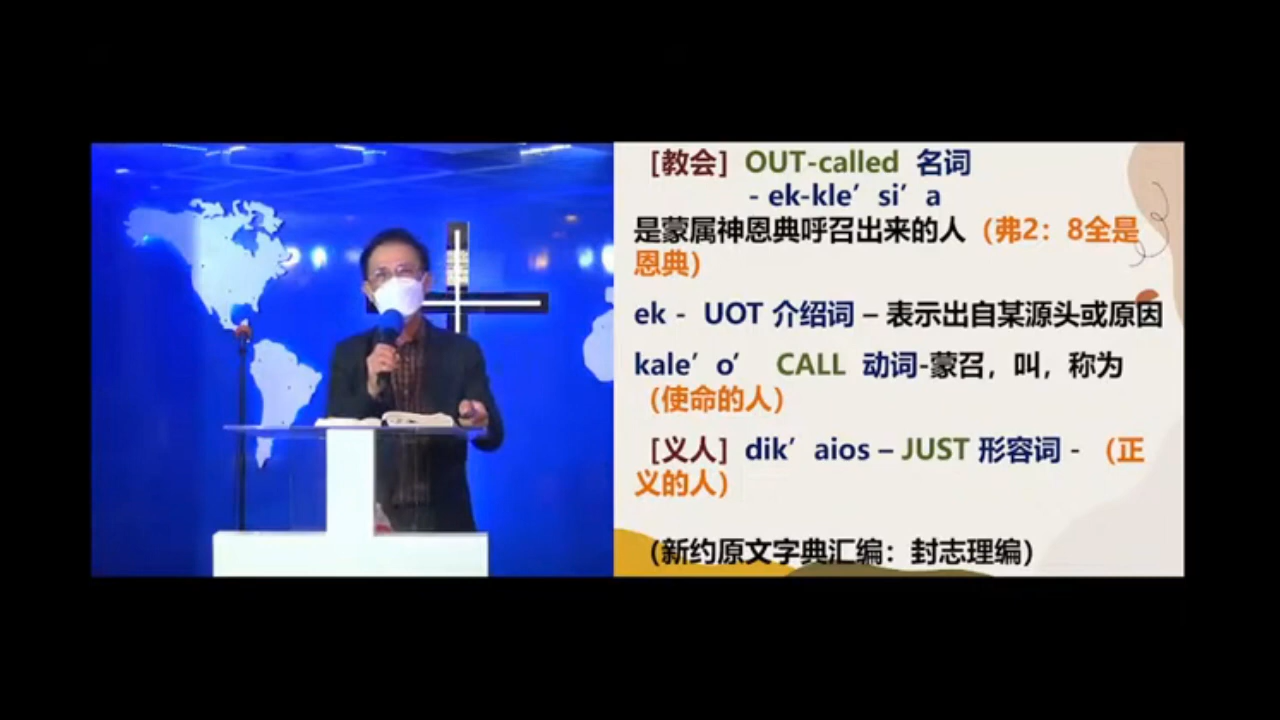 ［教会］OUT-called 名词
- ek-kle’si’a
是蒙属神恩典呼召出来的人（弗2：8全是
恩典）
ek - UOT 介绍词 – 表示出自某源头或原因
kale’o’ CALL 动词-蒙召，叫，称为
（使命的人）
［义人］dik’aios – JUST 形容词 - （正
义的人）
（新约原文字典汇编：封志理编）